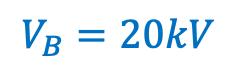 V_B = 20kV